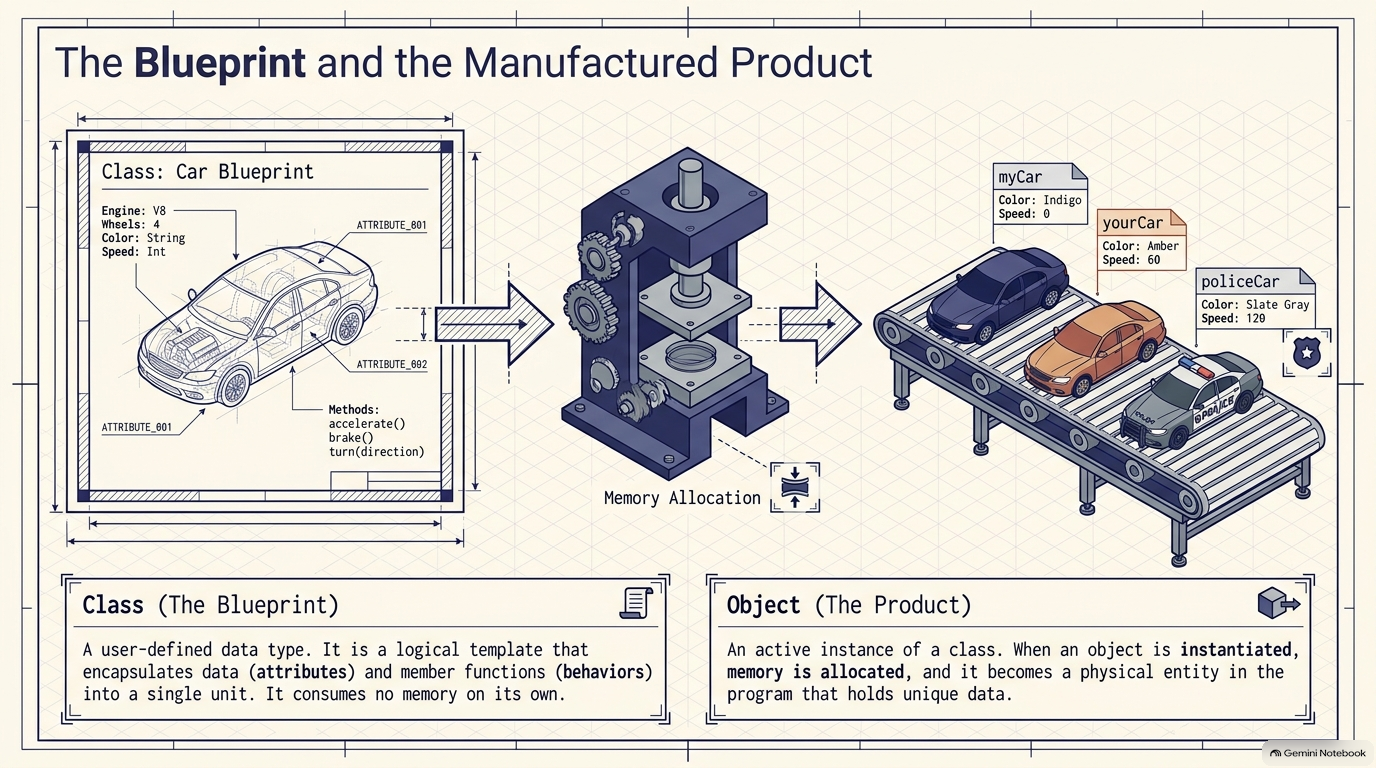 The Blueprint and the Manufactured Product
Class: Car Blueprint
Engine: V8
Whsels: 4
Color: String
Speed: Int
ATTRIBUTE_801
ATTRIBUTE_692
ATTRIBUTE_601
Methods:
accelerate()
brake()
turn(direction)
Memory Allocation
myCar
Color: Indigo
Speed: 0
yourCar
Color: Amber
Speed: 60
policeCar
Color: Slate Gray
Speed: 120
Class (The Blueprint)
A user-defined data type. It is a logical template that
encapsulates data (attributes) and member functions (behaviors)
into a single unit. It consumes no memory on its own.
Object (The Product)
An active instance of a class. When an object is instantiated,
memory is allocated, and it becomes a physical entity in the
program that holds unique data.
Gemini Notebook